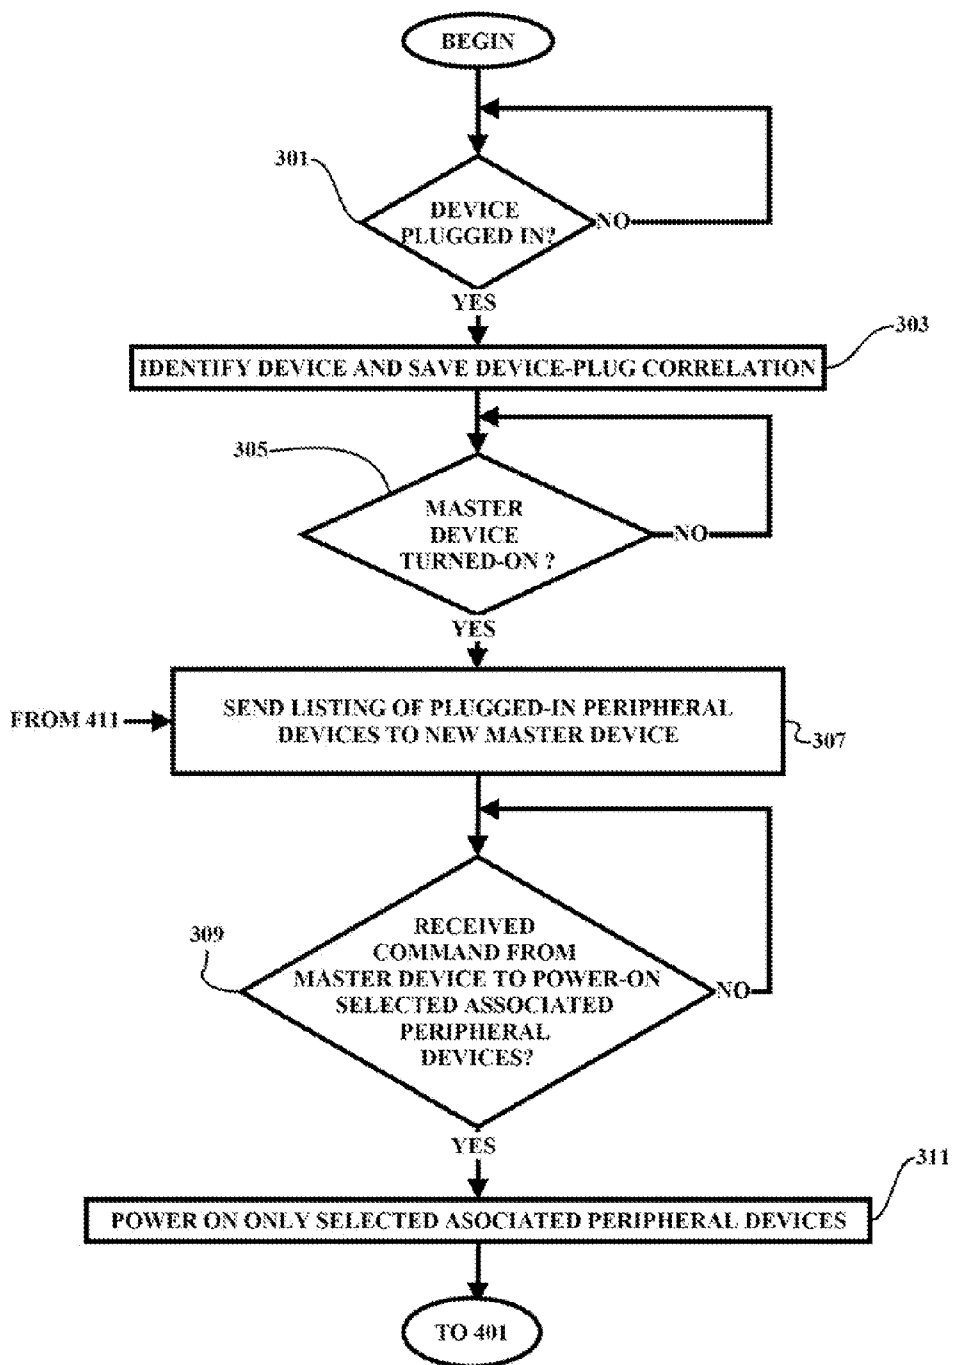 BEGIN
301
DEVICE
PLUGGED IN?
NO
YES
303
IDENTIFY DEVICE AND SAVE DEVICE-PLUG CORRELATION
305
MASTER
DEVICE
TURNED-ON ?
NO
YES
FROM 411
SEND LISTING OF PLUGGED-IN PERIPHERAL
DEVICES TO NEW MASTER DEVICE
307
309
RECEIVED
COMMAND FROM
MASTER DEVICE TO POWER-ON
SELECTED ASSOCIATED
PERIPHERAL
DEVICES?
NO
YES
311
POWER ON ONLY SELECTED ASOCIATED PERIPHERAL DEVICES
TO 401